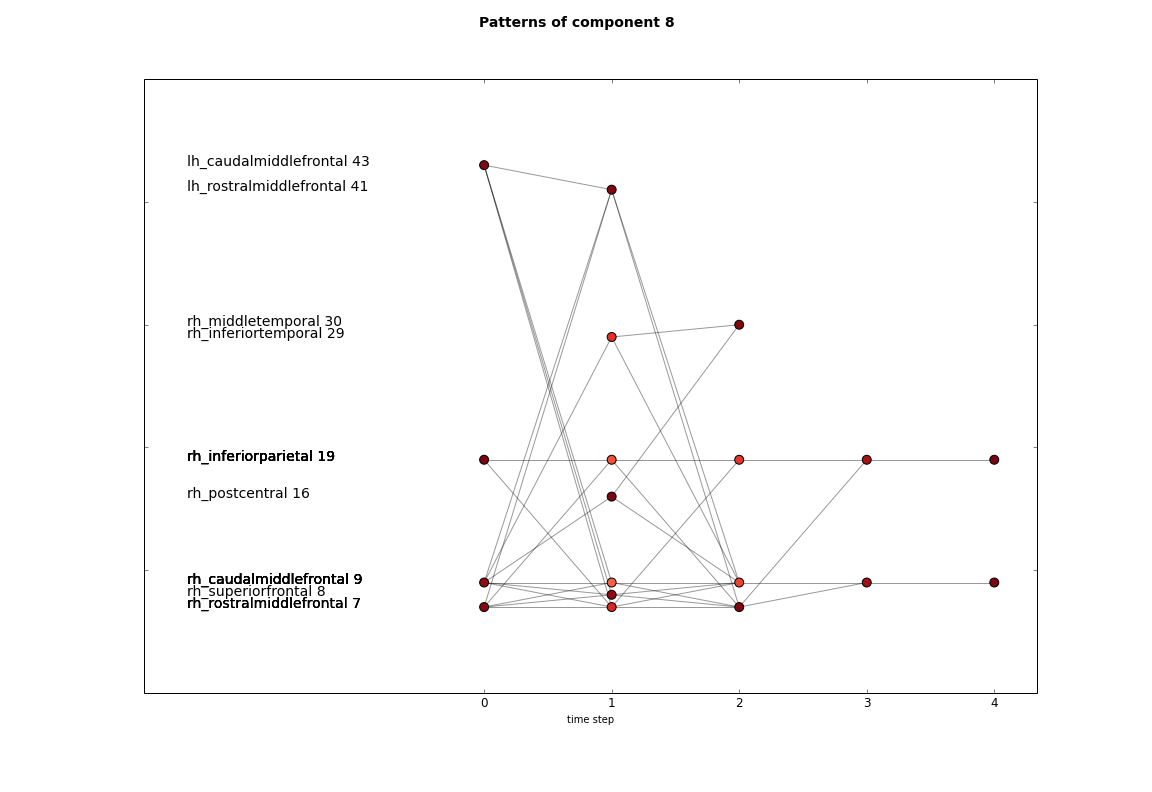 Patterns of component 8
lh_caudalmiddlefrontal 43
lh_rostralmiddlefrontal 41
rh_middletemporal 30
rh_inferiortemporal 29
rh_inferiorparietal 19
rh_postcentral 16
rh_caudalmiddlefrontal 9
rh_superiorfrontal 8
rh_rostralmiddlefrontal 7
0 1 2 3 4
time step